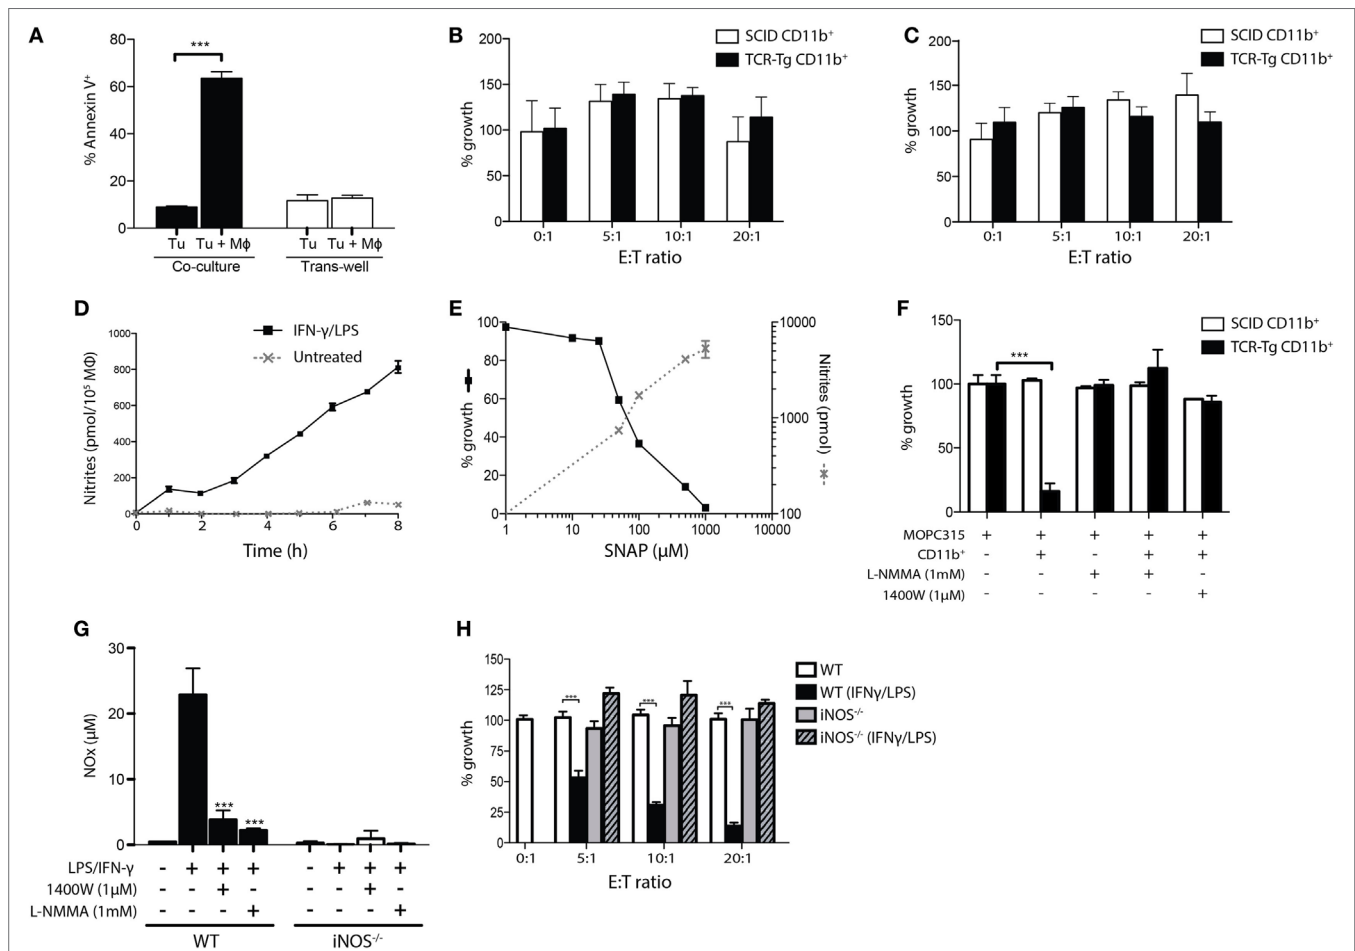 A
80
60
40
20
0
% Annexin V⁺
***
Tu Tu + Mϕ Tu Tu + Mϕ
Co-culture Trans-well
B
200
150
100
50
0
% growth
SCID CD11b⁺
TCR-Tg CD11b⁺
0:1 5:1 10:1 20:1
E:T ratio
C
200
150
100
50
0
% growth
SCID CD11b⁺
TCR-Tg CD11b⁺
0:1 5:1 10:1 20:1
E:T ratio
D
1000
800
600
400
200
0
Nitrites (pmol/10⁵ MΦ)
IFN-γ/LPS
Untreated
0 2 4 6 8
Time (h)
E
100
80
60
40
20
0
% growth
10000
1000
100
Nitrites (pmol)
1 10 100 1000 10000
SNAP (µM)
F
150
100
50
0
% growth
***
SCID CD11b⁺
TCR-Tg CD11b⁺
MOPC315 + + + + +
CD11b⁺ - + - + +
L-NMMA (1mM) - - + + -
1400W (1µM) - - - - +
G
30
20
10
0
NOx (µM)
***
***
LPS/IFN-γ - + + + - + + +
1400W (1µM) - - + - - - + -
L-NMMA (1mM) - - - + - - - +
WT iNOS⁻/⁻
H
150
125
100
75
50
25
0
% growth
*** *** ***
WT
WT (IFNγ/LPS)
iNOS⁻/⁻
iNOS⁻/⁻ (IFNγ/LPS)
0:1 5:1 10:1 20:1
E:T ratio